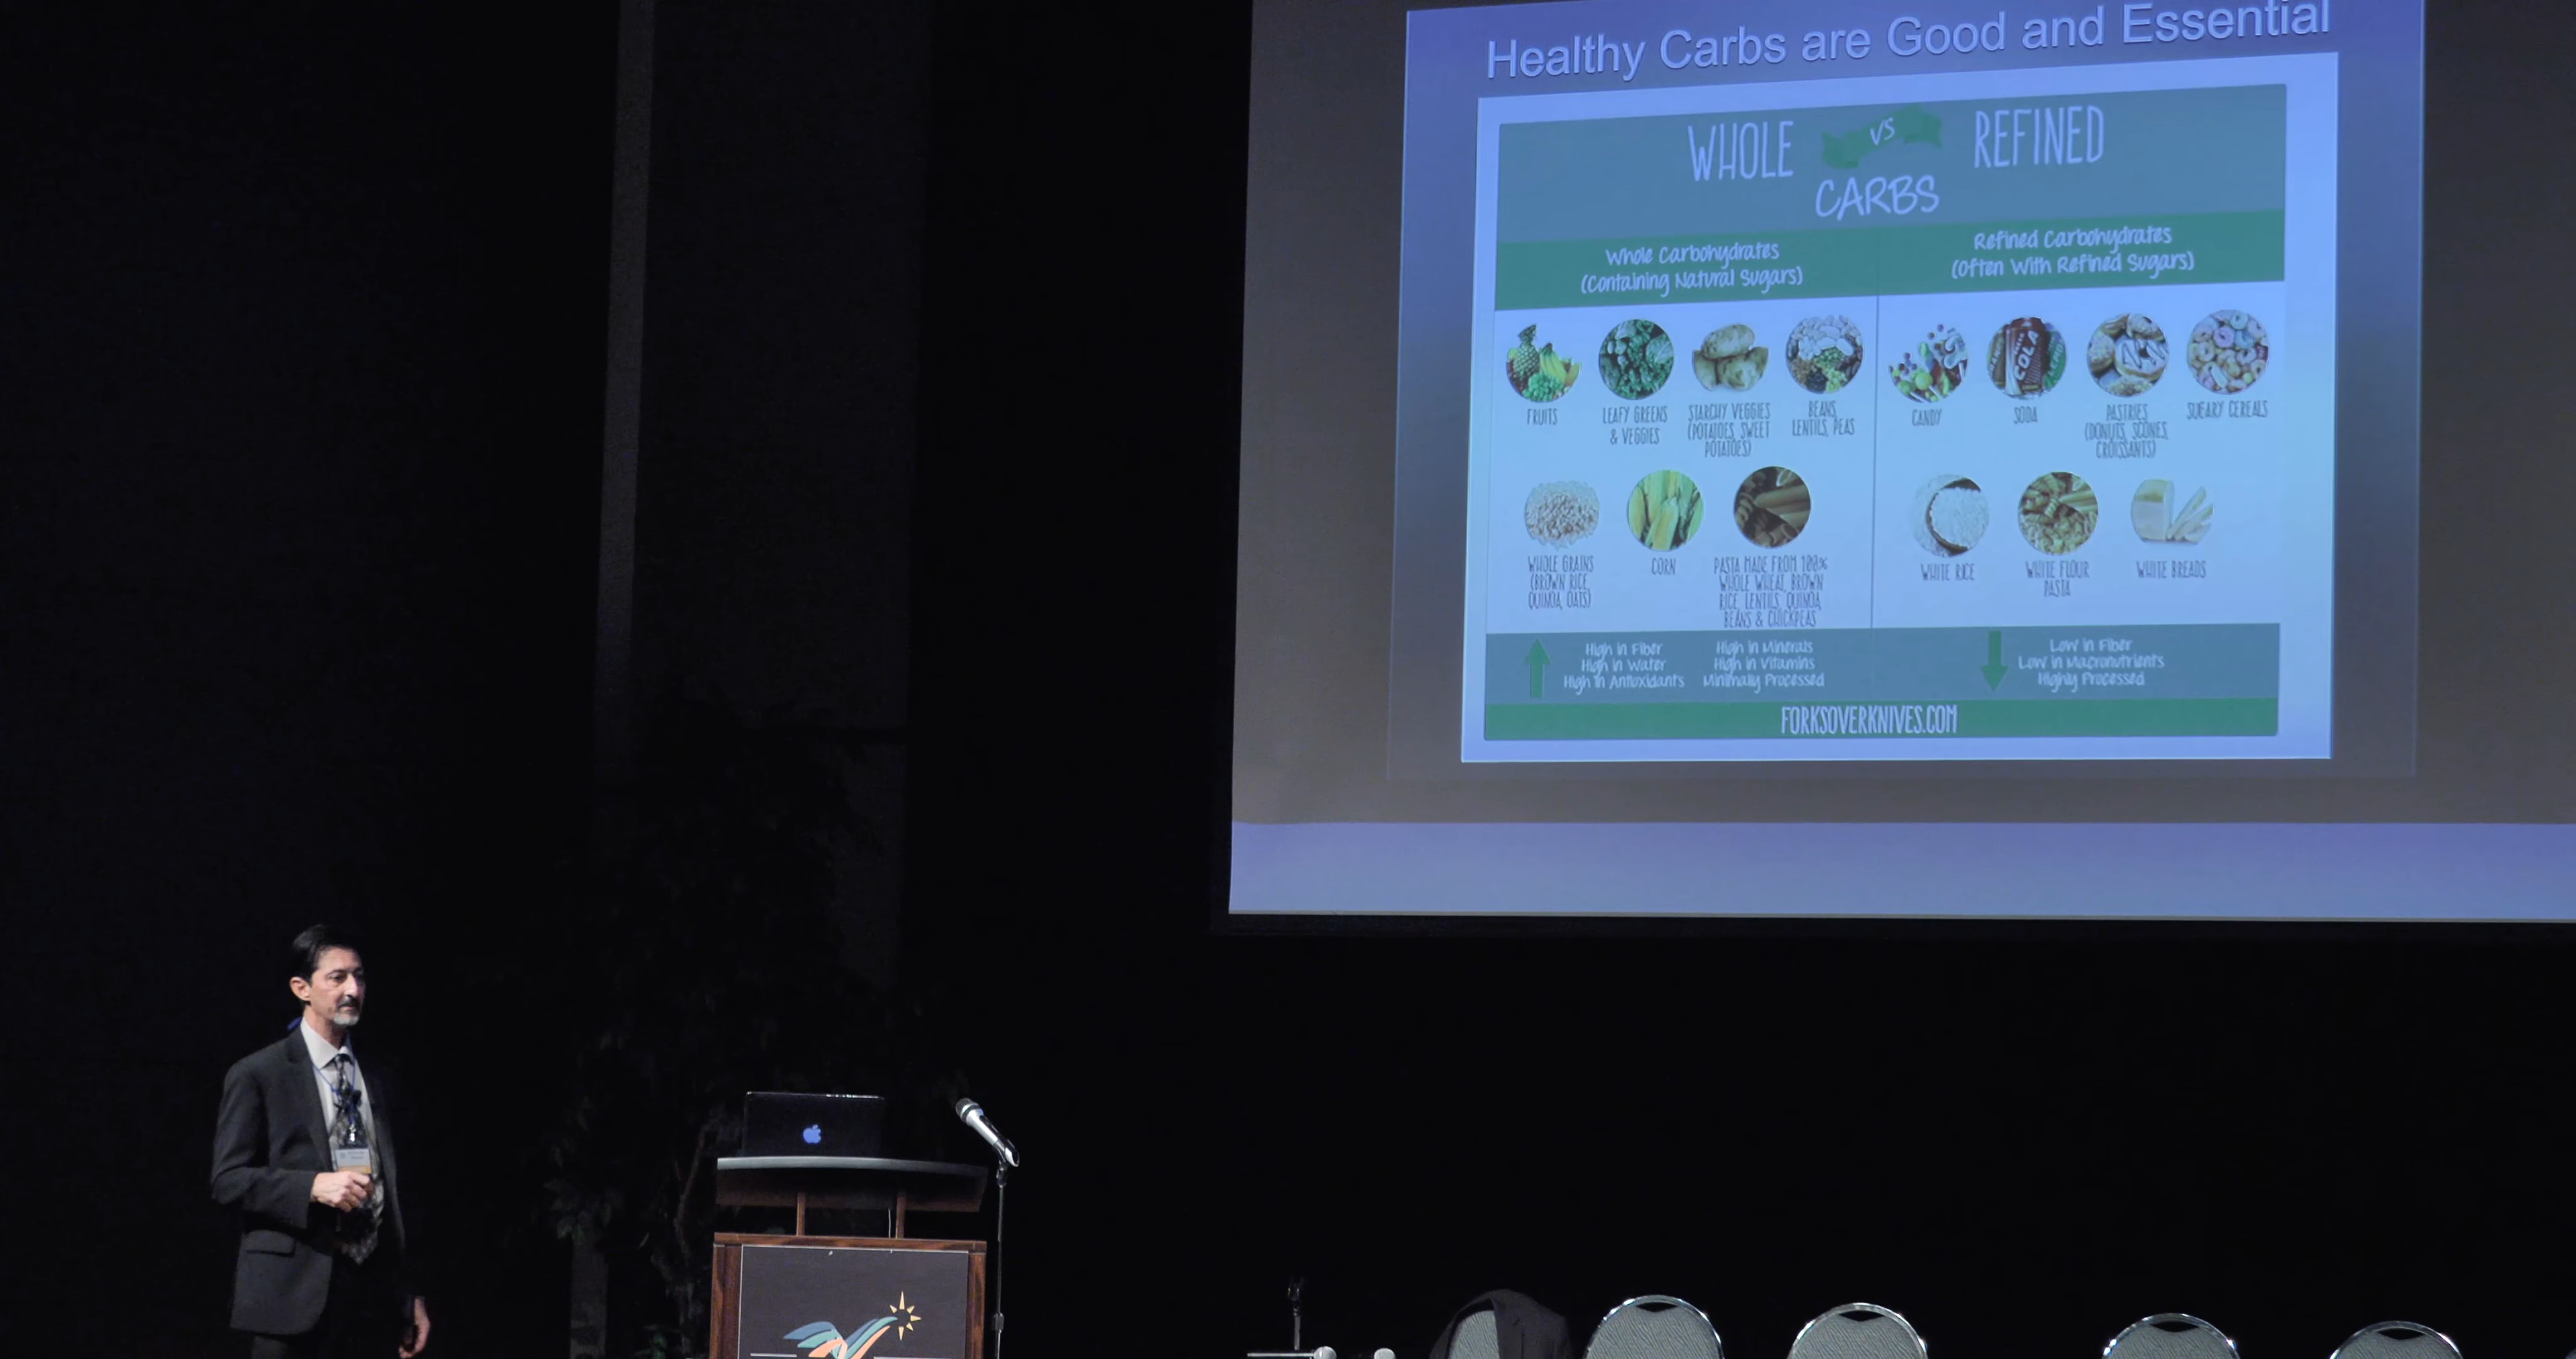 Healthy Carbs are Good and Essential
WHOLE VS REFINED
CARBS
Whole Carbohydrates
(Containing Natural Sugars)
Refined Carbohydrates
(Often With Refined Sugars)
FRUITS
LEAFY GREENS
& VEGGIES
STARCHY VEGGIES
(POTATOES, SWEET
POTATOES)
BEANS,
LENTILS, PEAS
CANDY
COLA
SODA
PASTRIES
(DONUTS, SCONES,
CROISSANTS)
SUGARY CEREALS
WHOLE GRAINS
(BROWN RICE,
QUINOA, OATS)
CORN
PASTA MADE FROM 100%
WHOLE WHEAT, BROWN
RICE, LENTILS, QUINOA,
BEANS & CHICKPEAS
WHITE RICE
WHITE FLOUR
PASTA
WHITE BREADS
High in Fiber
High in Water
High in Antioxidants
High in Minerals
High in Vitamins
Minimally Processed
Low in Fiber
Low in Macronutrients
Highly Processed
FORKSOVERKNIVES.COM